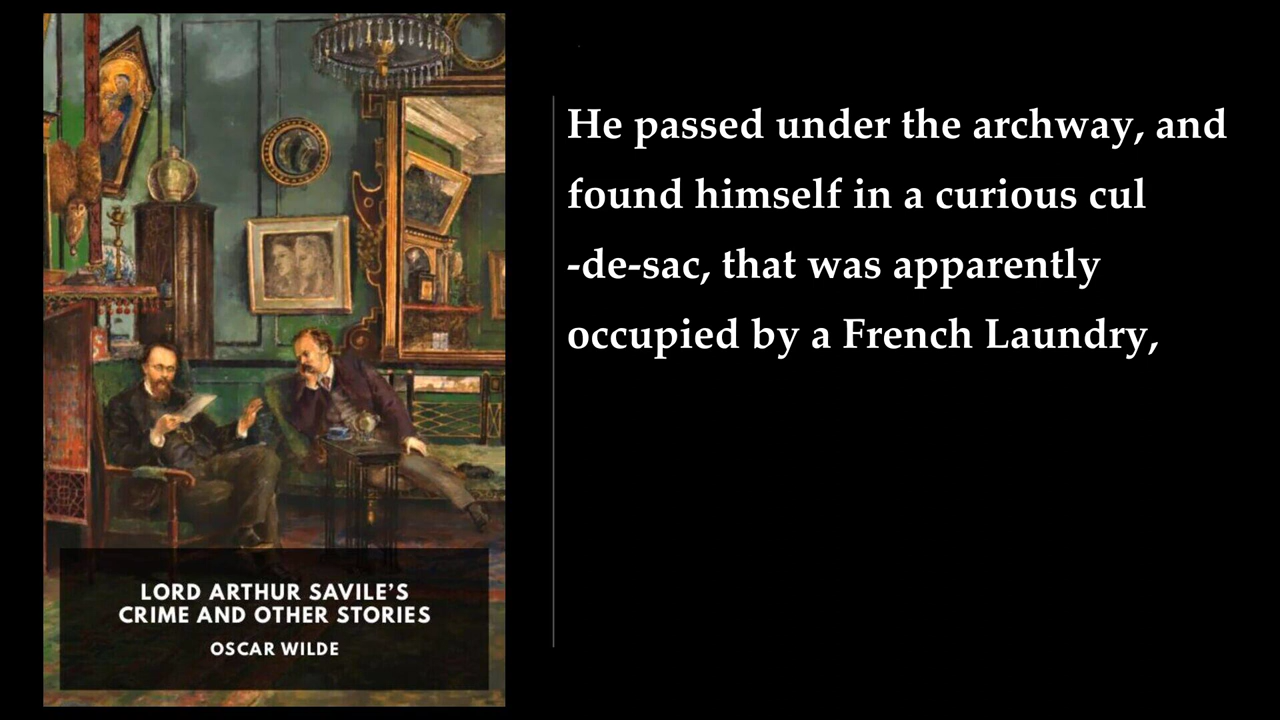 He passed under the archway, and
found himself in a curious cul
-de-sac, that was apparently
occupied by a French Laundry,
LORD ARTHUR SAVILE’S
CRIME AND OTHER STORIES
OSCAR WILDE